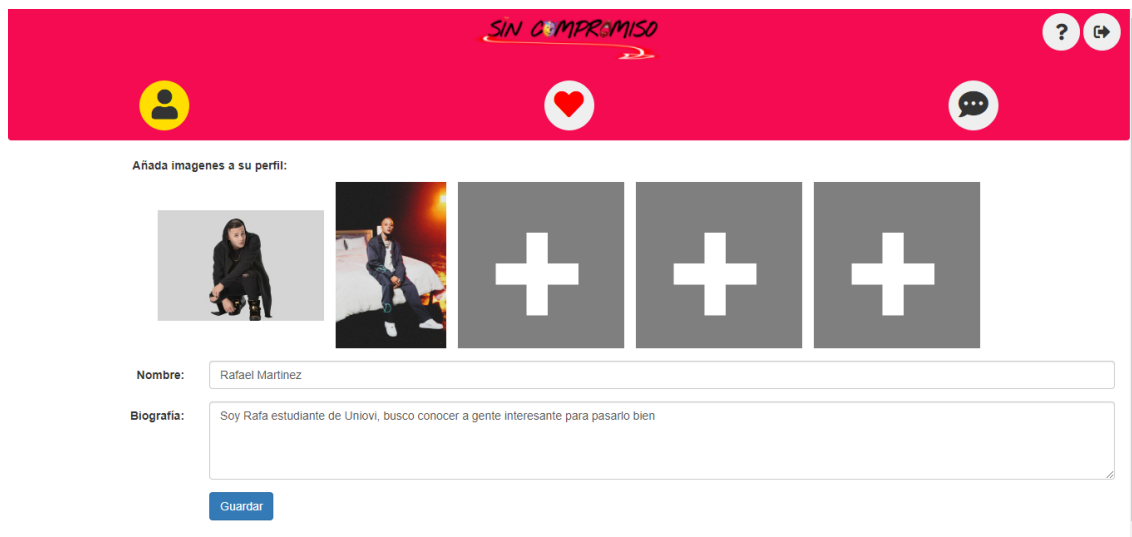 SIN COMPROMISO
?
Añada imagenes a su perfil:
Nombre:
Rafael Martinez
Biografía:
Soy Rafa estudiante de Uniovi, busco conocer a gente interesante para pasarlo bien
Guardar